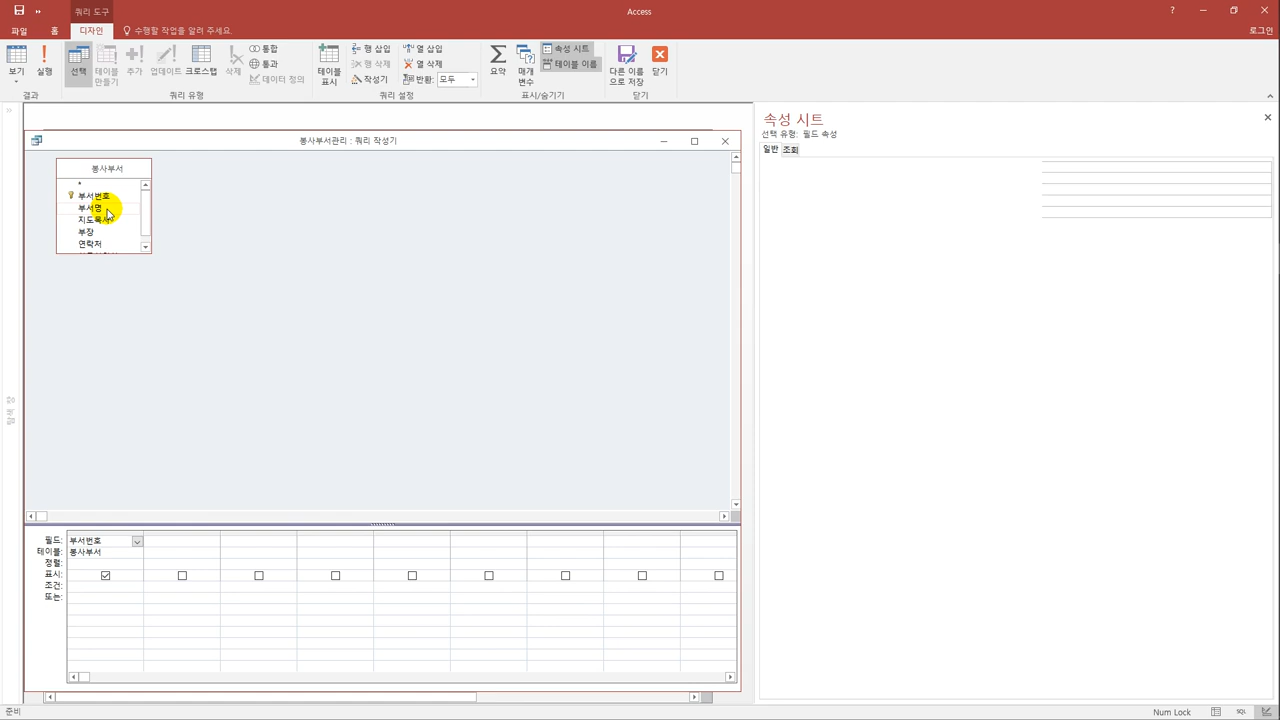 쿼리 도구
Access
?
파일 홈 디자인 수행할 작업을 알려 주세요.
로그인
보기 실행 선택 테이블 만들기 추가 업데이트 크로스탭 삭제
통합
통과
데이터 정의
테이블 표시
행 삽입
행 삭제
작성기
열 삽입
열 삭제
반환: 모두
요약 매개 변수
속성 시트
테이블 이름
다른 이름으로 저장 닫기
결과 쿼리 유형 쿼리 설정 표시/숨기기 닫기
봉사부서관리 : 쿼리 작성기
봉사부서
*
부서번호
부서명
지도목사
부장
연락저
속성 시트
선택 유형: 필드 속성
일반 조회
탐색 창
필드: 부서번호
테이블: 봉사부서
정렬:
표시:
조건:
또는:
준비
Num Lock
SQL